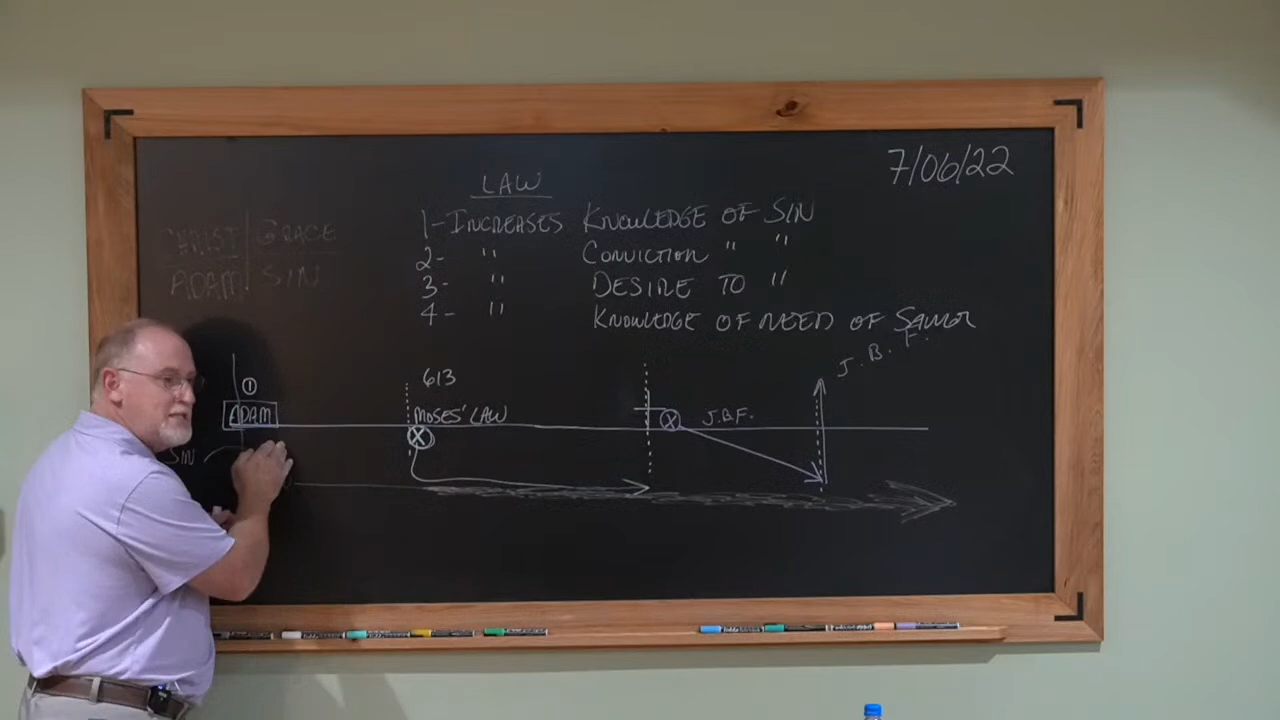 7/06/22
LAW
1- INCREASES KNOWLEDGE OF SIN
2- " CONVICTION " "
3- " DESIRE TO "
4- " KNOWLEDGE OF NEED OF SAVIOR
CHRIST GRACE
ADAM SIN
J. B. F.
1
613
ADAM
MOSES' LAW
X
X
J.B.F.
SIN